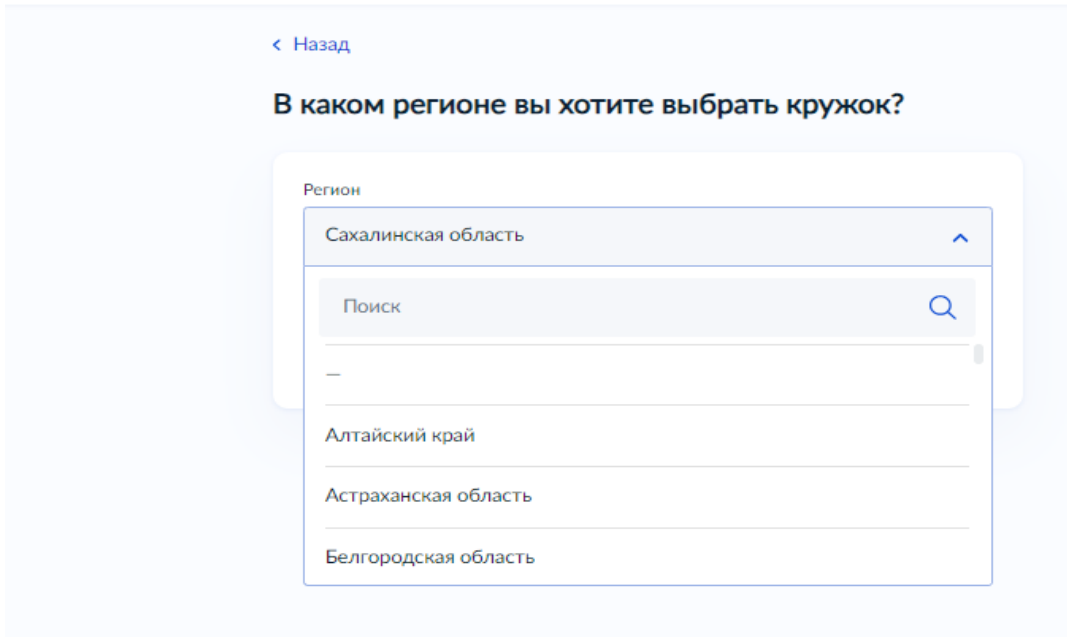 Назад
В каком регионе вы хотите выбрать кружок?
Регион
Сахалинская область
Поиск
—
Алтайский край
Астраханская область
Белгородская область